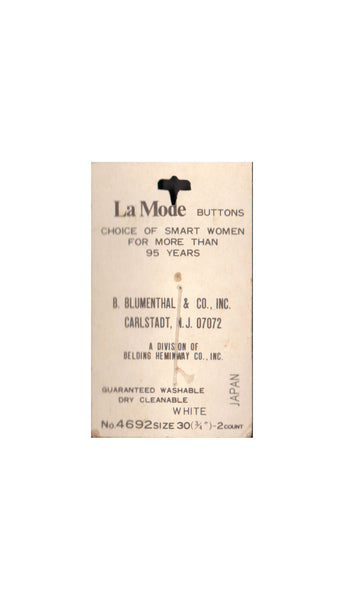 La Mode BUTTONS
CHOICE OF SMART WOMEN
FOR MORE THAN
95 YEARS
B. BLUMENTHAL & CO., INC.
CARLSTADT, N.J. 07072
A DIVISION OF
BELDING HEMINWAY CO., INC.
GUARANTEED WASHABLE
DRY CLEANABLE
WHITE
JAPAN
No. 4692 SIZE 30 (3/4") - 2 COUNT